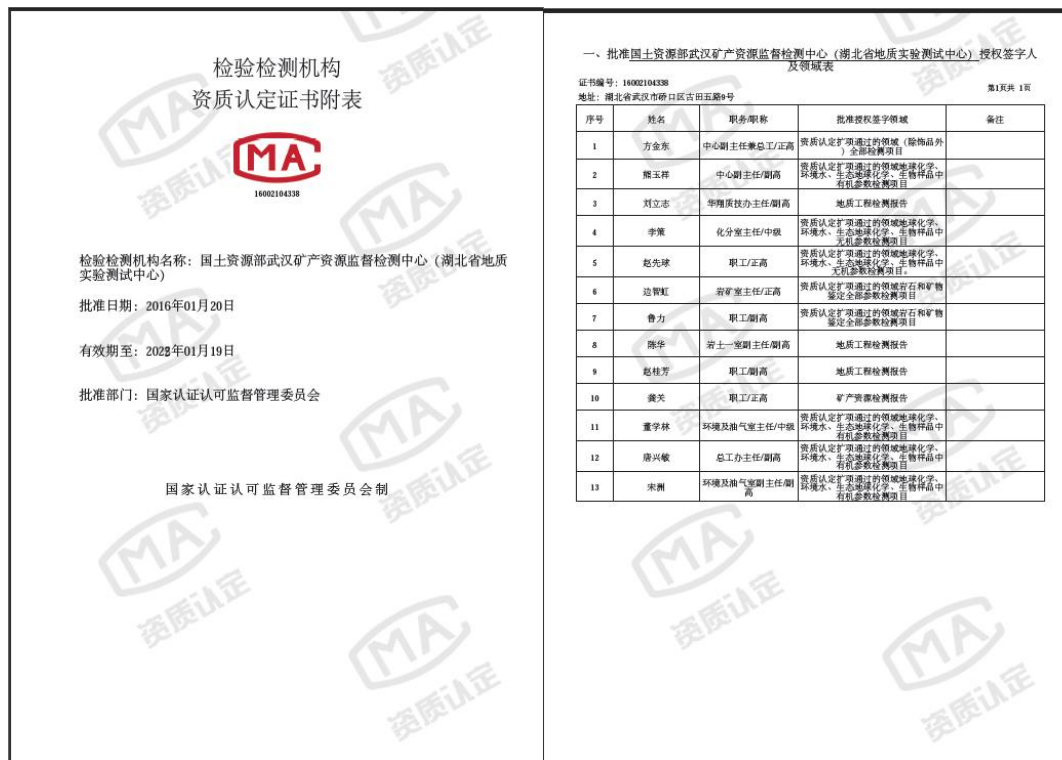 检验检测机构
资质认定证书附表
MA
16002104338
检验检测机构名称：国土资源部武汉矿产资源监督检测中心（湖北省地质
实验测试中心）
批准日期：2016年01月20日
有效期至：2022年01月19日
批准部门：国家认证认可监督管理委员会
国家认证认可监督管理委员会制
一、批准国土资源部武汉矿产资源监督检测中心（湖北省地质实验测试中心）授权签字人
及领域表
证书编号：16002104338
地址：湖北省武汉市硚口区古田五路9号
第1页共 1页
序号 姓名 职务/职称 批准授权签字领域 备注
1 方金东 中心副主任兼总工/正高 资质认定扩项通过的领域（除饰品外
）全部检测项目
2 熊玉祥 中心副主任/副高 资质认定扩项通过的领域地球化学、
环境水、生态地球化学、生物样品中
有机参数检测项目
3 刘立志 华翔质技办主任/副高 地质工程检测报告
4 李策 化分室主任/中级 资质认定扩项通过的领域地球化学、
环境水、生态地球化学、生物样品中
无机参数检测项目
5 赵先球 职工/正高 资质认定扩项通过的领域地球化学、
环境水、生态地球化学、生物样品中
无机参数检测项目。
6 边智虹 岩矿室主任/正高 资质认定扩项通过的领域岩石和矿物
鉴定全部参数检测项目
7 鲁力 职工/副高 资质认定扩项通过的领域岩石和矿物
鉴定全部参数检测项目
8 陈华 岩土一室副主任/副高 地质工程检测报告
9 赵桂芳 职工/副高 地质工程检测报告
10 龚关 职工/正高 矿产资源检测报告
11 董学林 环境及油气室主任/中级 资质认定扩项通过的领域地球化学、
环境水、生态地球化学、生物样品中
有机参数检测项目
12 唐兴敏 总工办主任/副高 资质认定扩项通过的领域地球化学、
环境水、生态地球化学、生物样品中
有机参数检测项目
13 宋洲 环境及油气室副主任/副
高 资质认定扩项通过的领域地球化学、
环境水、生态地球化学、生物样品中
有机参数检测项目